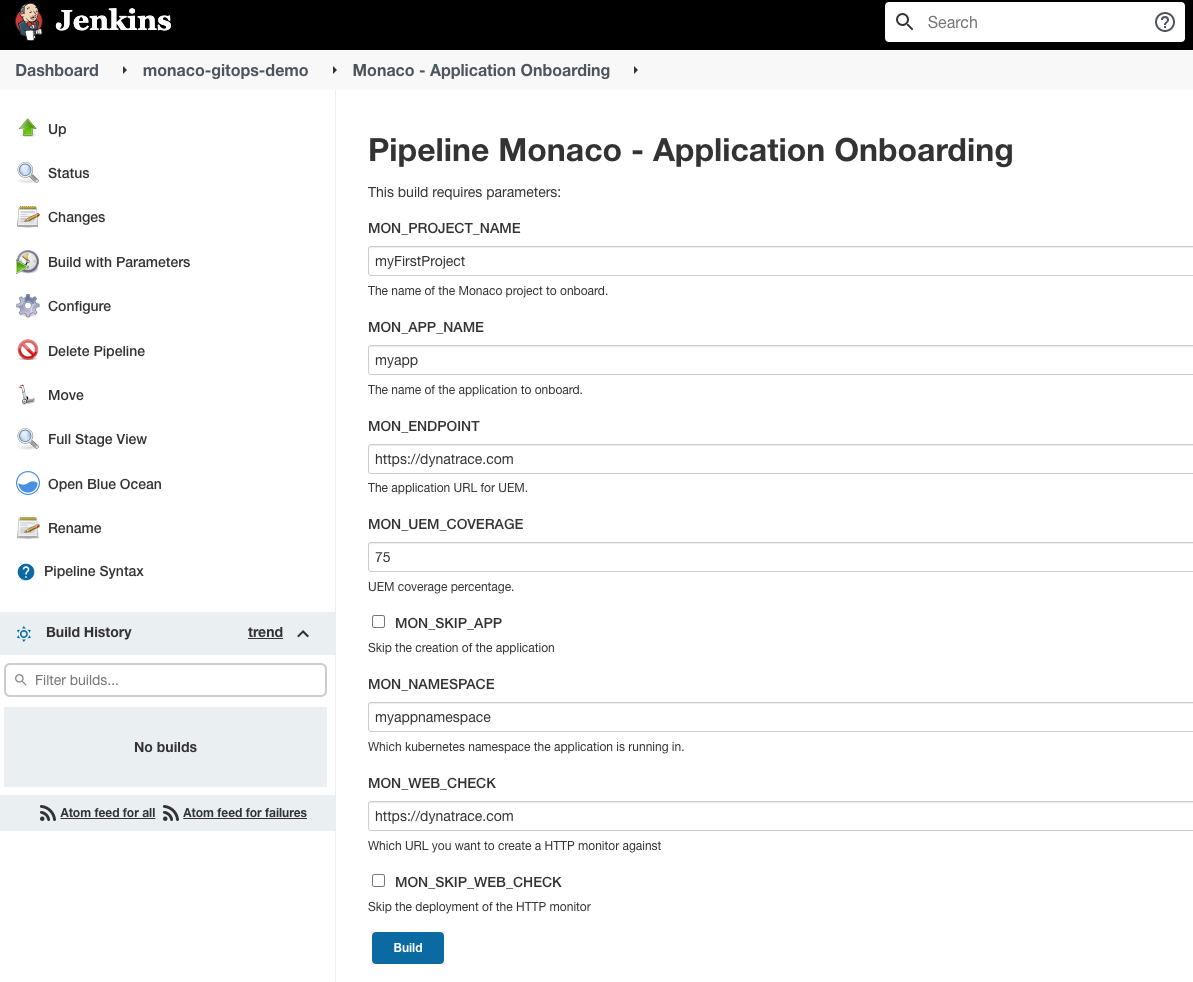 Jenkins
Search
Dashboard monaco-gitops-demo Monaco - Application Onboarding
Up
Status
Changes
Build with Parameters
Configure
Delete Pipeline
Move
Full Stage View
Open Blue Ocean
Rename
Pipeline Syntax
Build History trend
Filter builds...
No builds
Atom feed for all Atom feed for failures
Pipeline Monaco - Application Onboarding
This build requires parameters:
MON_PROJECT_NAME
myFirstProject
The name of the Monaco project to onboard.
MON_APP_NAME
myapp
The name of the application to onboard.
MON_ENDPOINT
https://dynatrace.com
The application URL for UEM.
MON_UEM_COVERAGE
75
UEM coverage percentage.
MON_SKIP_APP
Skip the creation of the application
MON_NAMESPACE
myappnamespace
Which kubernetes namespace the application is running in.
MON_WEB_CHECK
https://dynatrace.com
Which URL you want to create a HTTP monitor against
MON_SKIP_WEB_CHECK
Skip the deployment of the HTTP monitor
Build